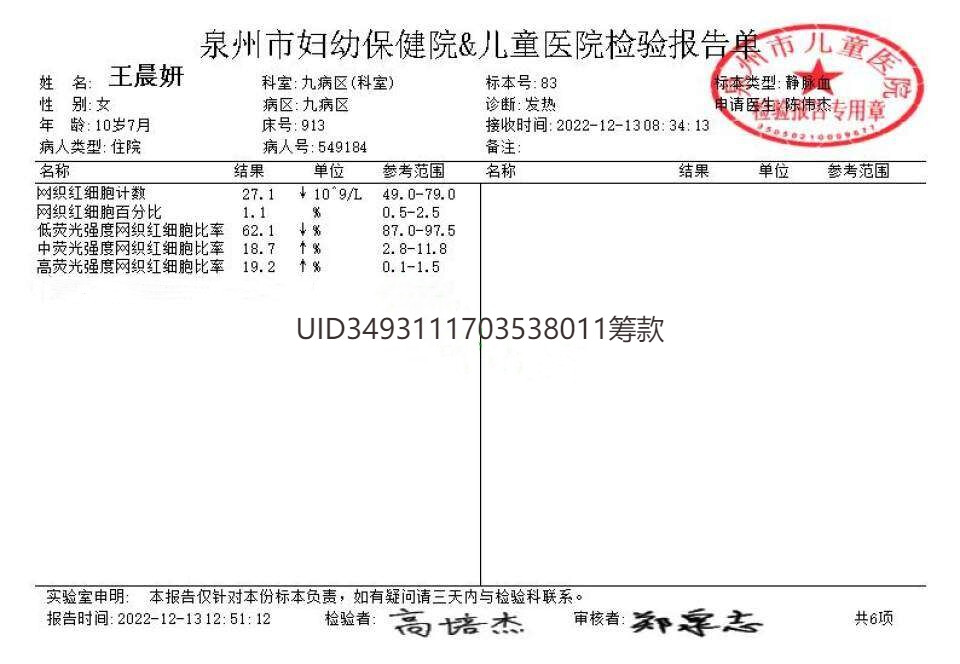 泉州市妇幼保健院&儿童医院检验报告单
姓 名: 王晨妍 科室:九病区(科室) 标本号:83 标本类型:静脉血
性 别:女 病区:九病区 诊断:发热 申请医生:陈伟杰
年 龄:10岁7月 床号:913 接收时间:2022-12-13 08:34:13
病人类型:住院 病人号:549184 备注:
泉州市儿童医院
检验报告专用章
名称 结果 单位 参考范围 名称 结果 单位 参考范围
网织红细胞计数 27.1 ↓ 10^9/L 49.0-79.0
网织红细胞百分比 1.1 % 0.5-2.5
低荧光强度网织红细胞比率 62.1 ↓ % 87.0-97.5
中荧光强度网织红细胞比率 18.7 ↑ % 2.8-11.8
高荧光强度网织红细胞比率 19.2 ↑ % 0.1-1.5
UID3493111703538011筹款
实验室申明: 本报告仅针对本份标本负责，如有疑问请三天内与检验科联系。
报告时间:2022-12-13 12:51:12 检验者: 高培杰 审核者: 郑泉志 共6项